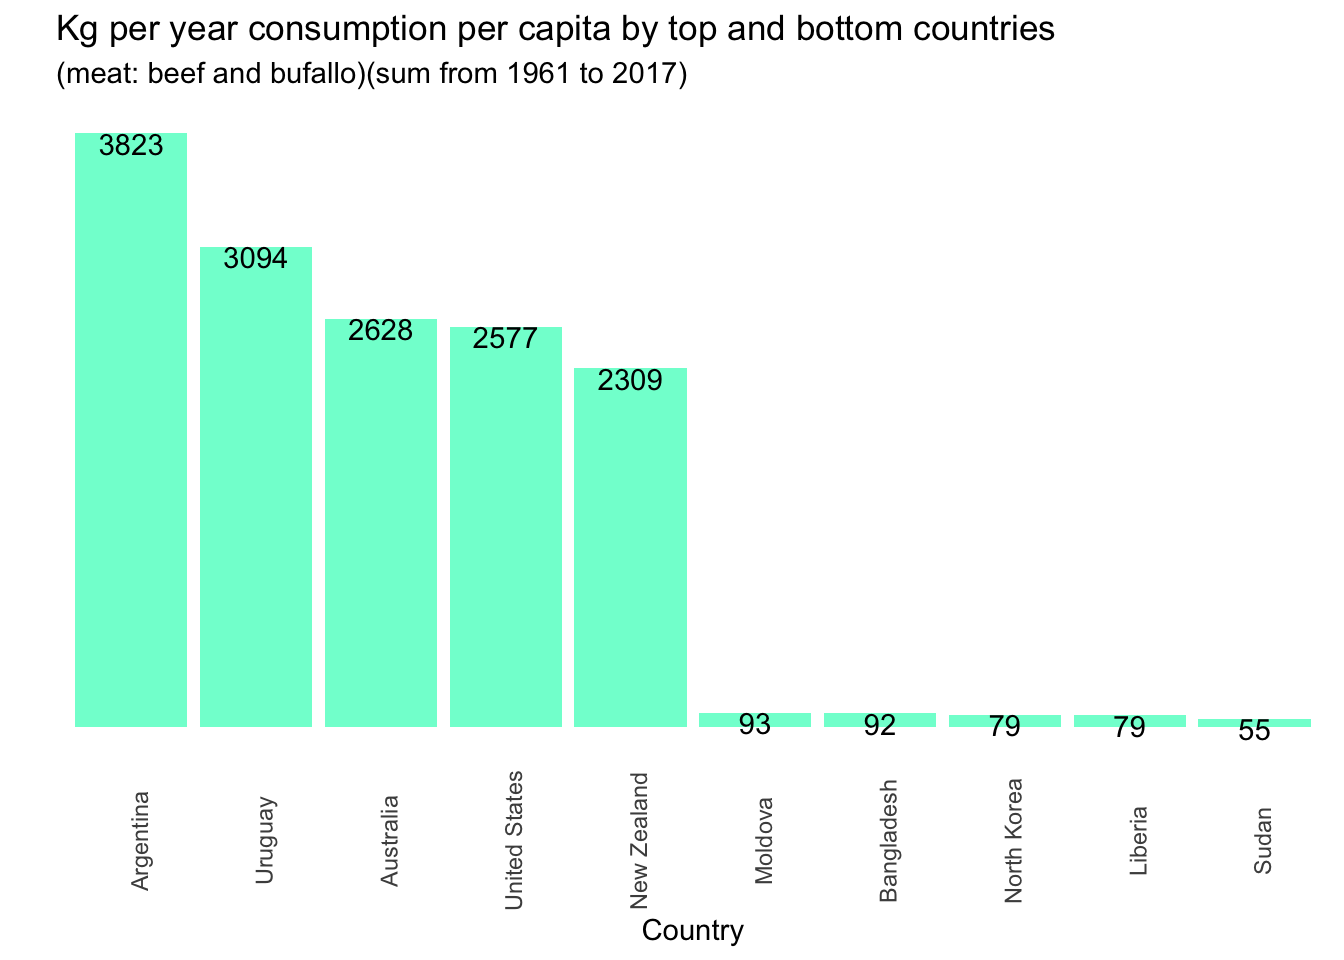 Kg per year consumption per capita by top and bottom countries
(meat: beef and bufallo)(sum from 1961 to 2017)
3823
3094
2628
2577
2309
93
92
79
79
55
Argentina
Uruguay
Australia
United States
New Zealand
Moldova
Bangladesh
North Korea
Liberia
Sudan
Country